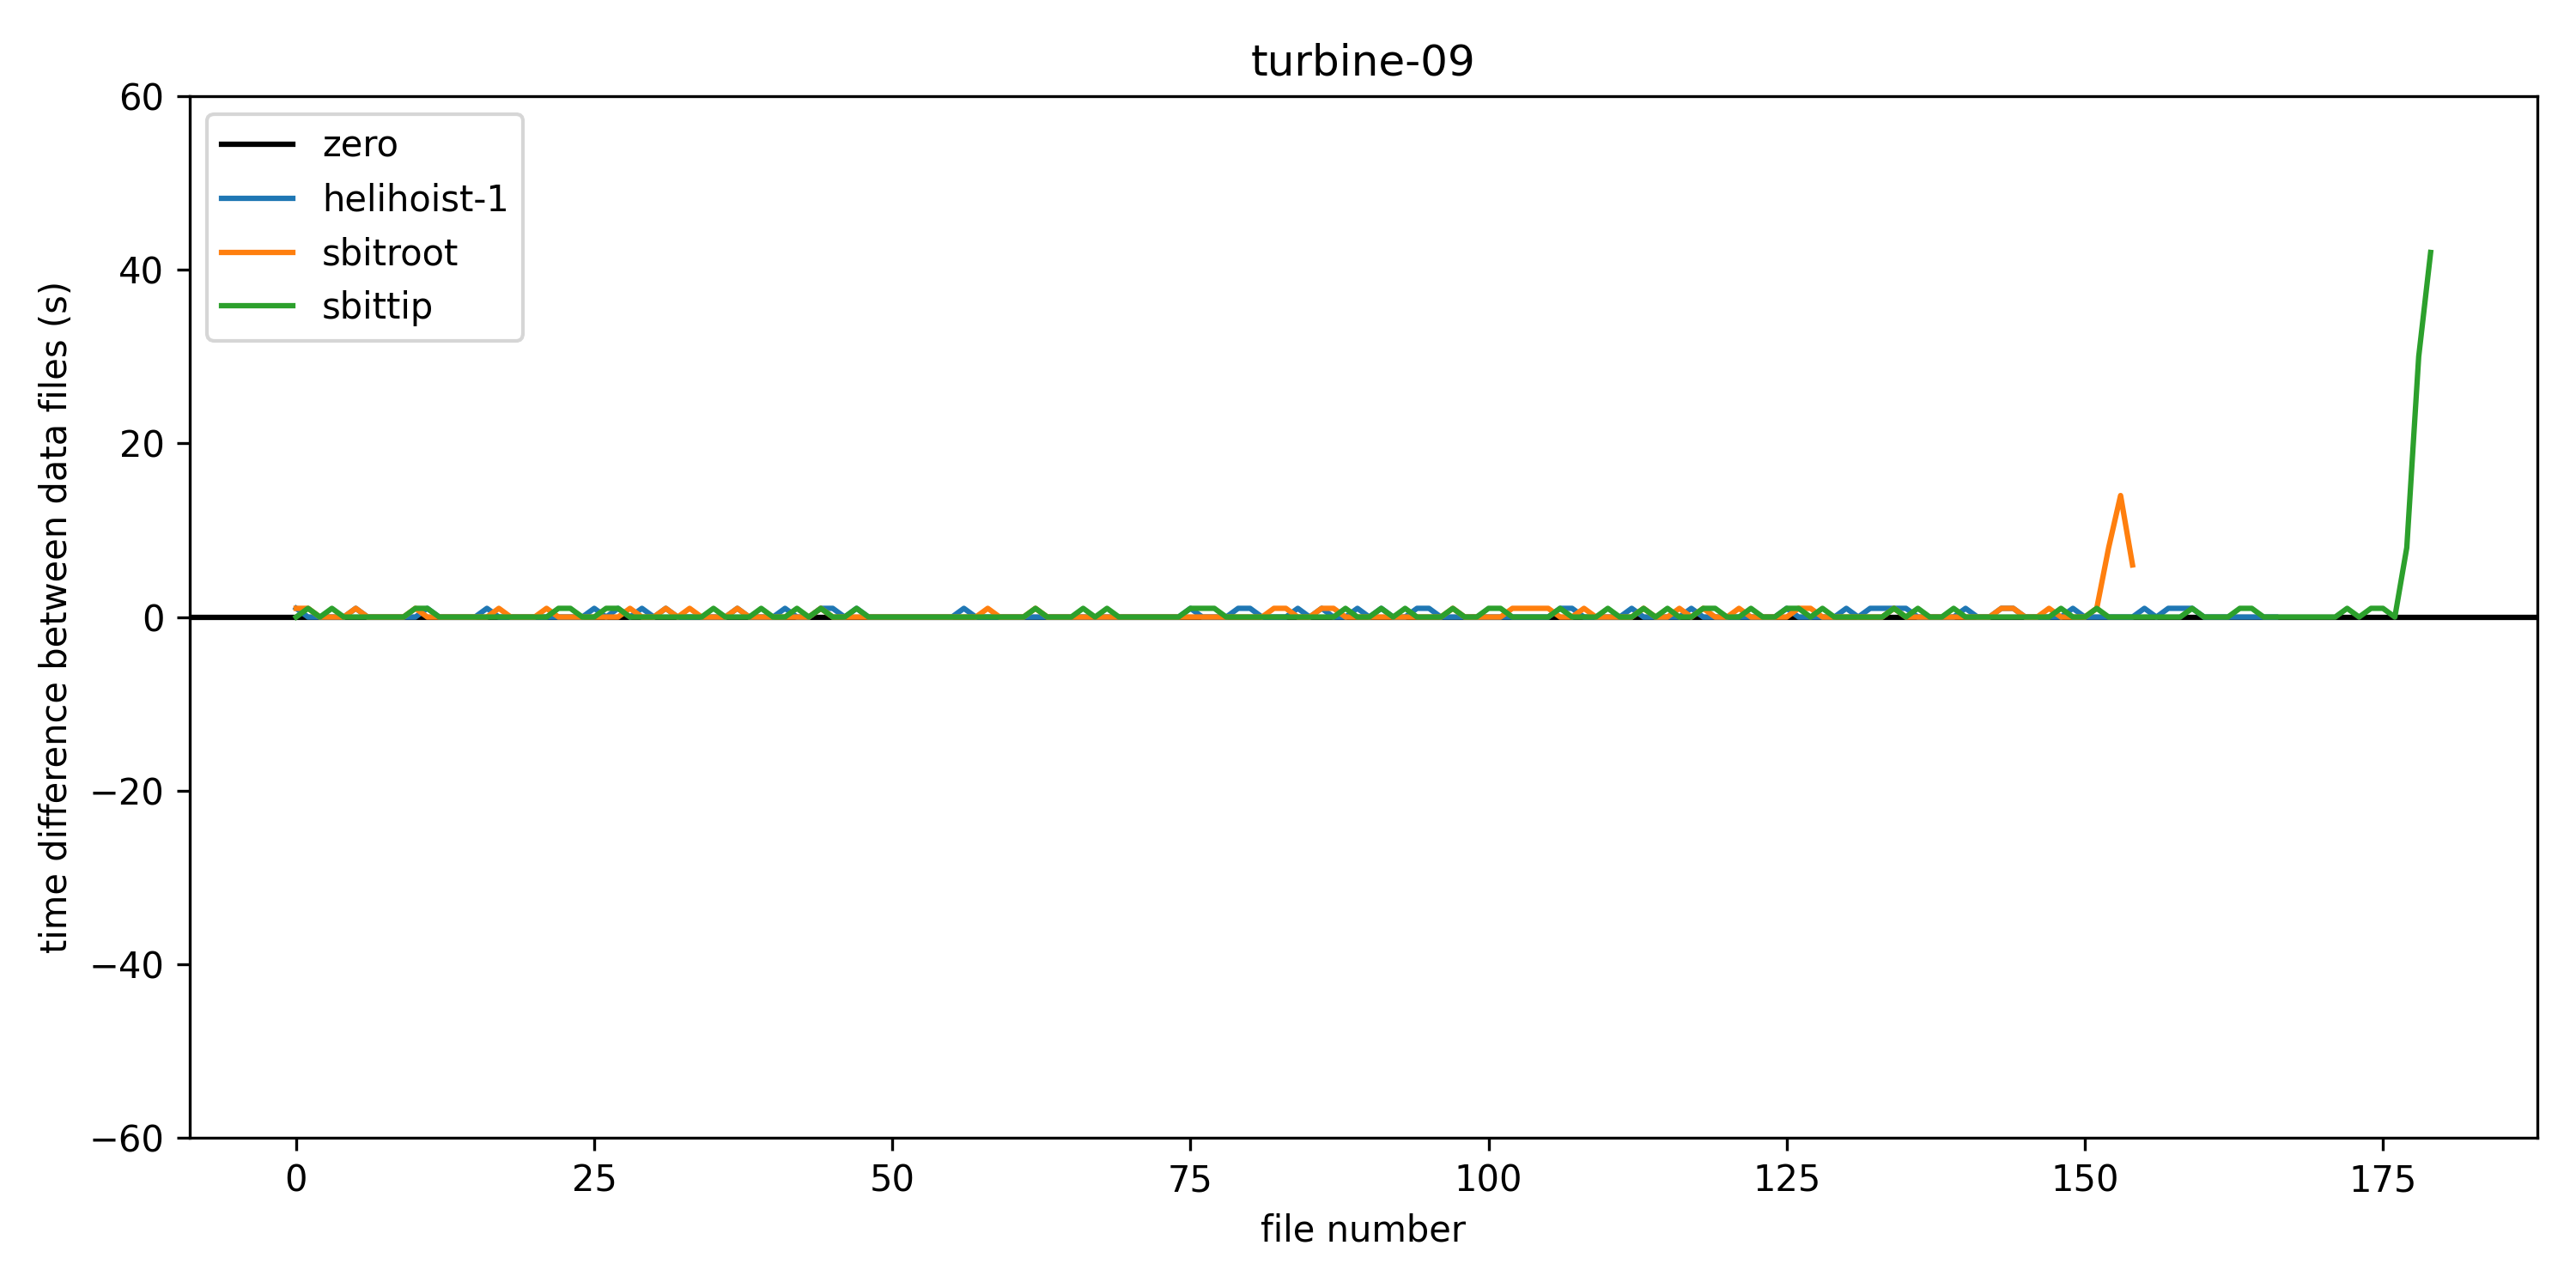 turbine-09
zero
helihoist-1
sbitroot
sbittip
time difference between data files (s)
60
40
20
0
−20
−40
−60
0 25 50 75 100 125 150 175
file number